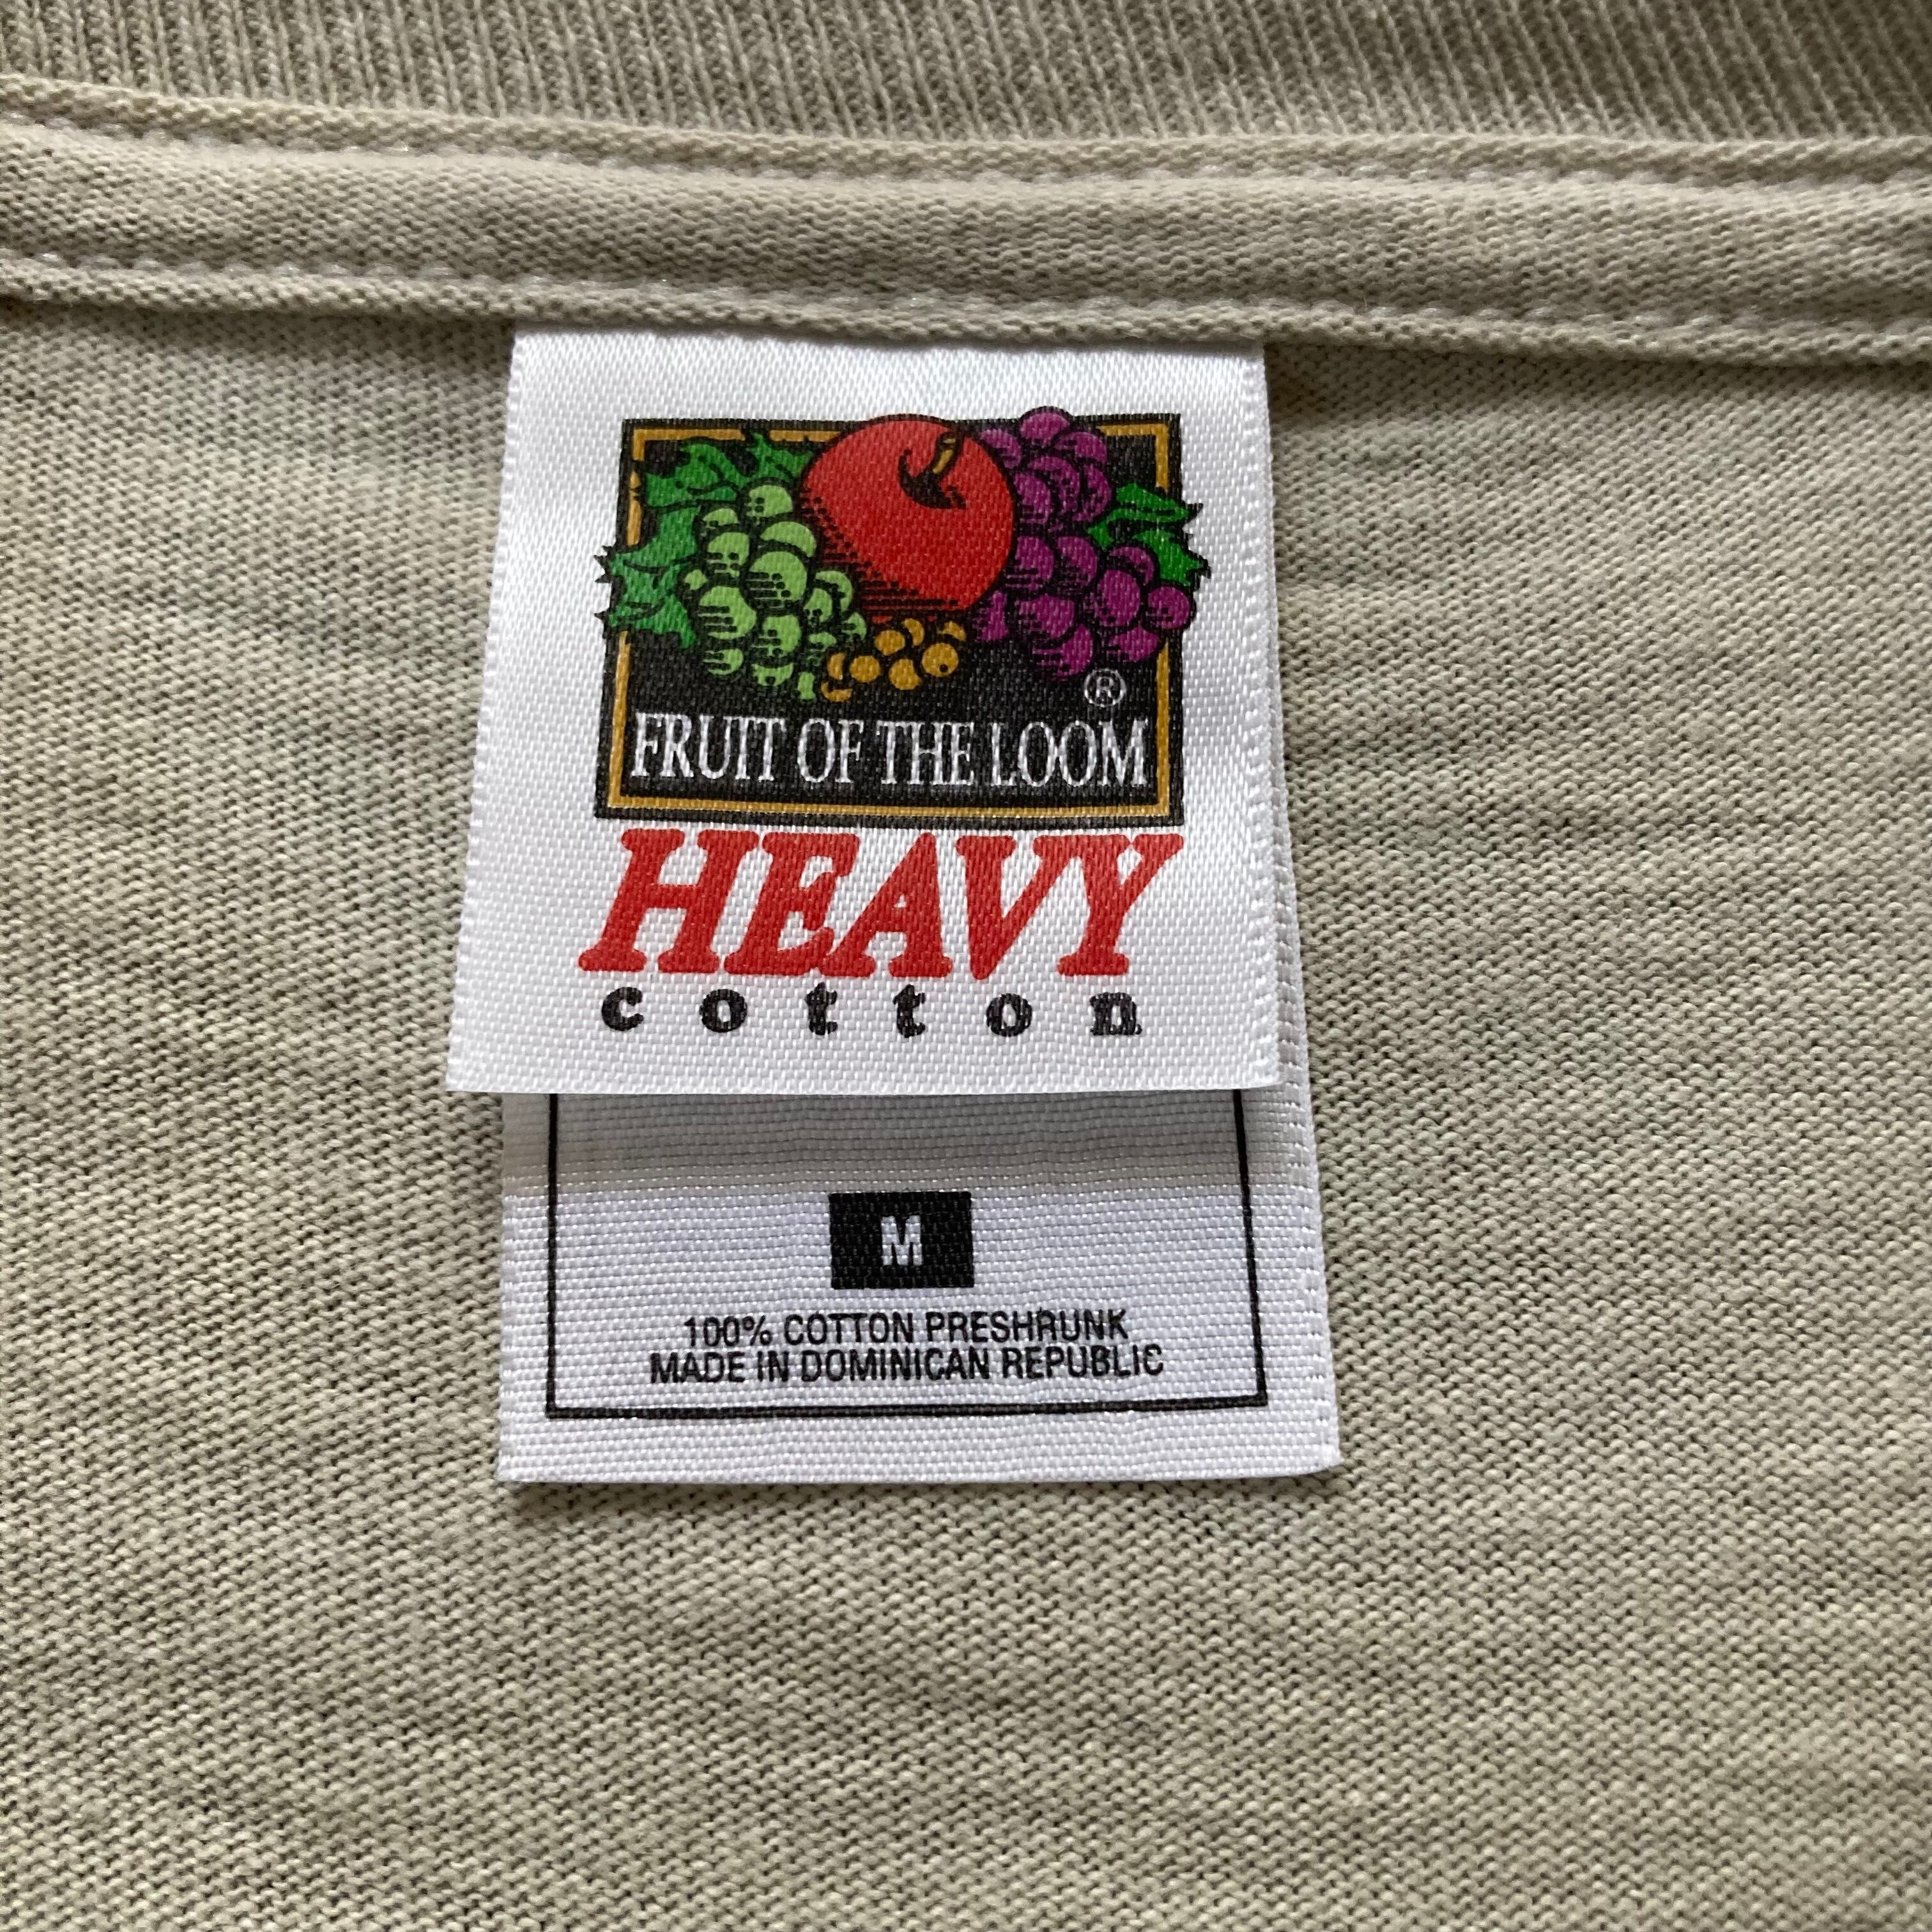 ®
FRUIT OF THE LOOM
HEAVY
cotton
M
100% COTTON PRESHRUNK
MADE IN DOMINICAN REPUBLIC